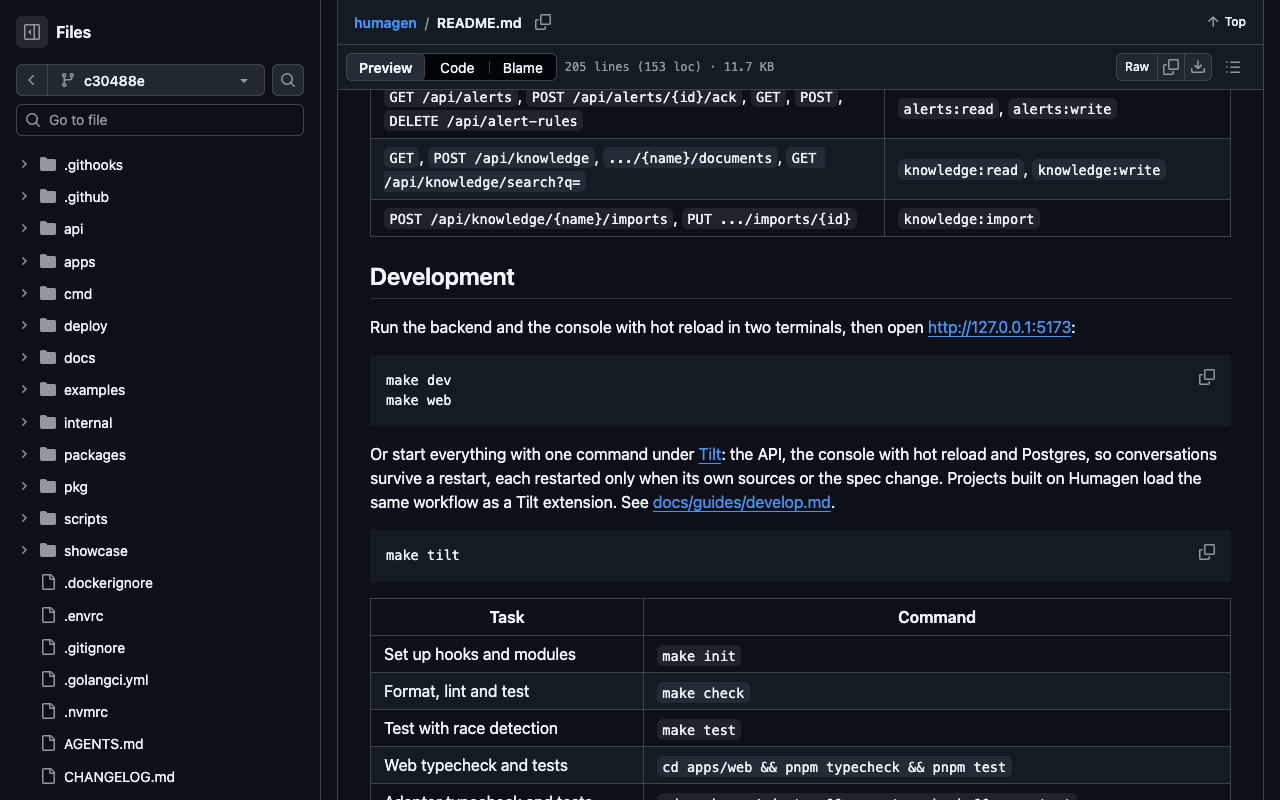 Files
c30488e
Go to file
.githooks
.github
api
apps
cmd
deploy
docs
examples
internal
packages
pkg
scripts
showcase
.dockerignore
.envrc
.gitignore
.golangci.yml
.nvmrc
AGENTS.md
CHANGELOG.md
humagen / README.md
Top
Preview Code Blame 205 lines (153 loc) · 11.7 KB
Raw
GET /api/alerts, POST /api/alerts/{id}/ack, GET, POST,
DELETE /api/alert-rules
alerts:read, alerts:write
GET, POST /api/knowledge, .../{name}/documents, GET
/api/knowledge/search?q=
knowledge:read, knowledge:write
POST /api/knowledge/{name}/imports, PUT .../imports/{id}
knowledge:import
Development
Run the backend and the console with hot reload in two terminals, then open http://127.0.0.1:5173:
make dev
make web
Or start everything with one command under Tilt: the API, the console with hot reload and Postgres, so conversations
survive a restart, each restarted only when its own sources or the spec change. Projects built on Humagen load the
same workflow as a Tilt extension. See docs/guides/develop.md.
make tilt
Task Command
Set up hooks and modules make init
Format, lint and test make check
Test with race detection make test
Web typecheck and tests cd apps/web && pnpm typecheck && pnpm test
Adapter typecheck and tests